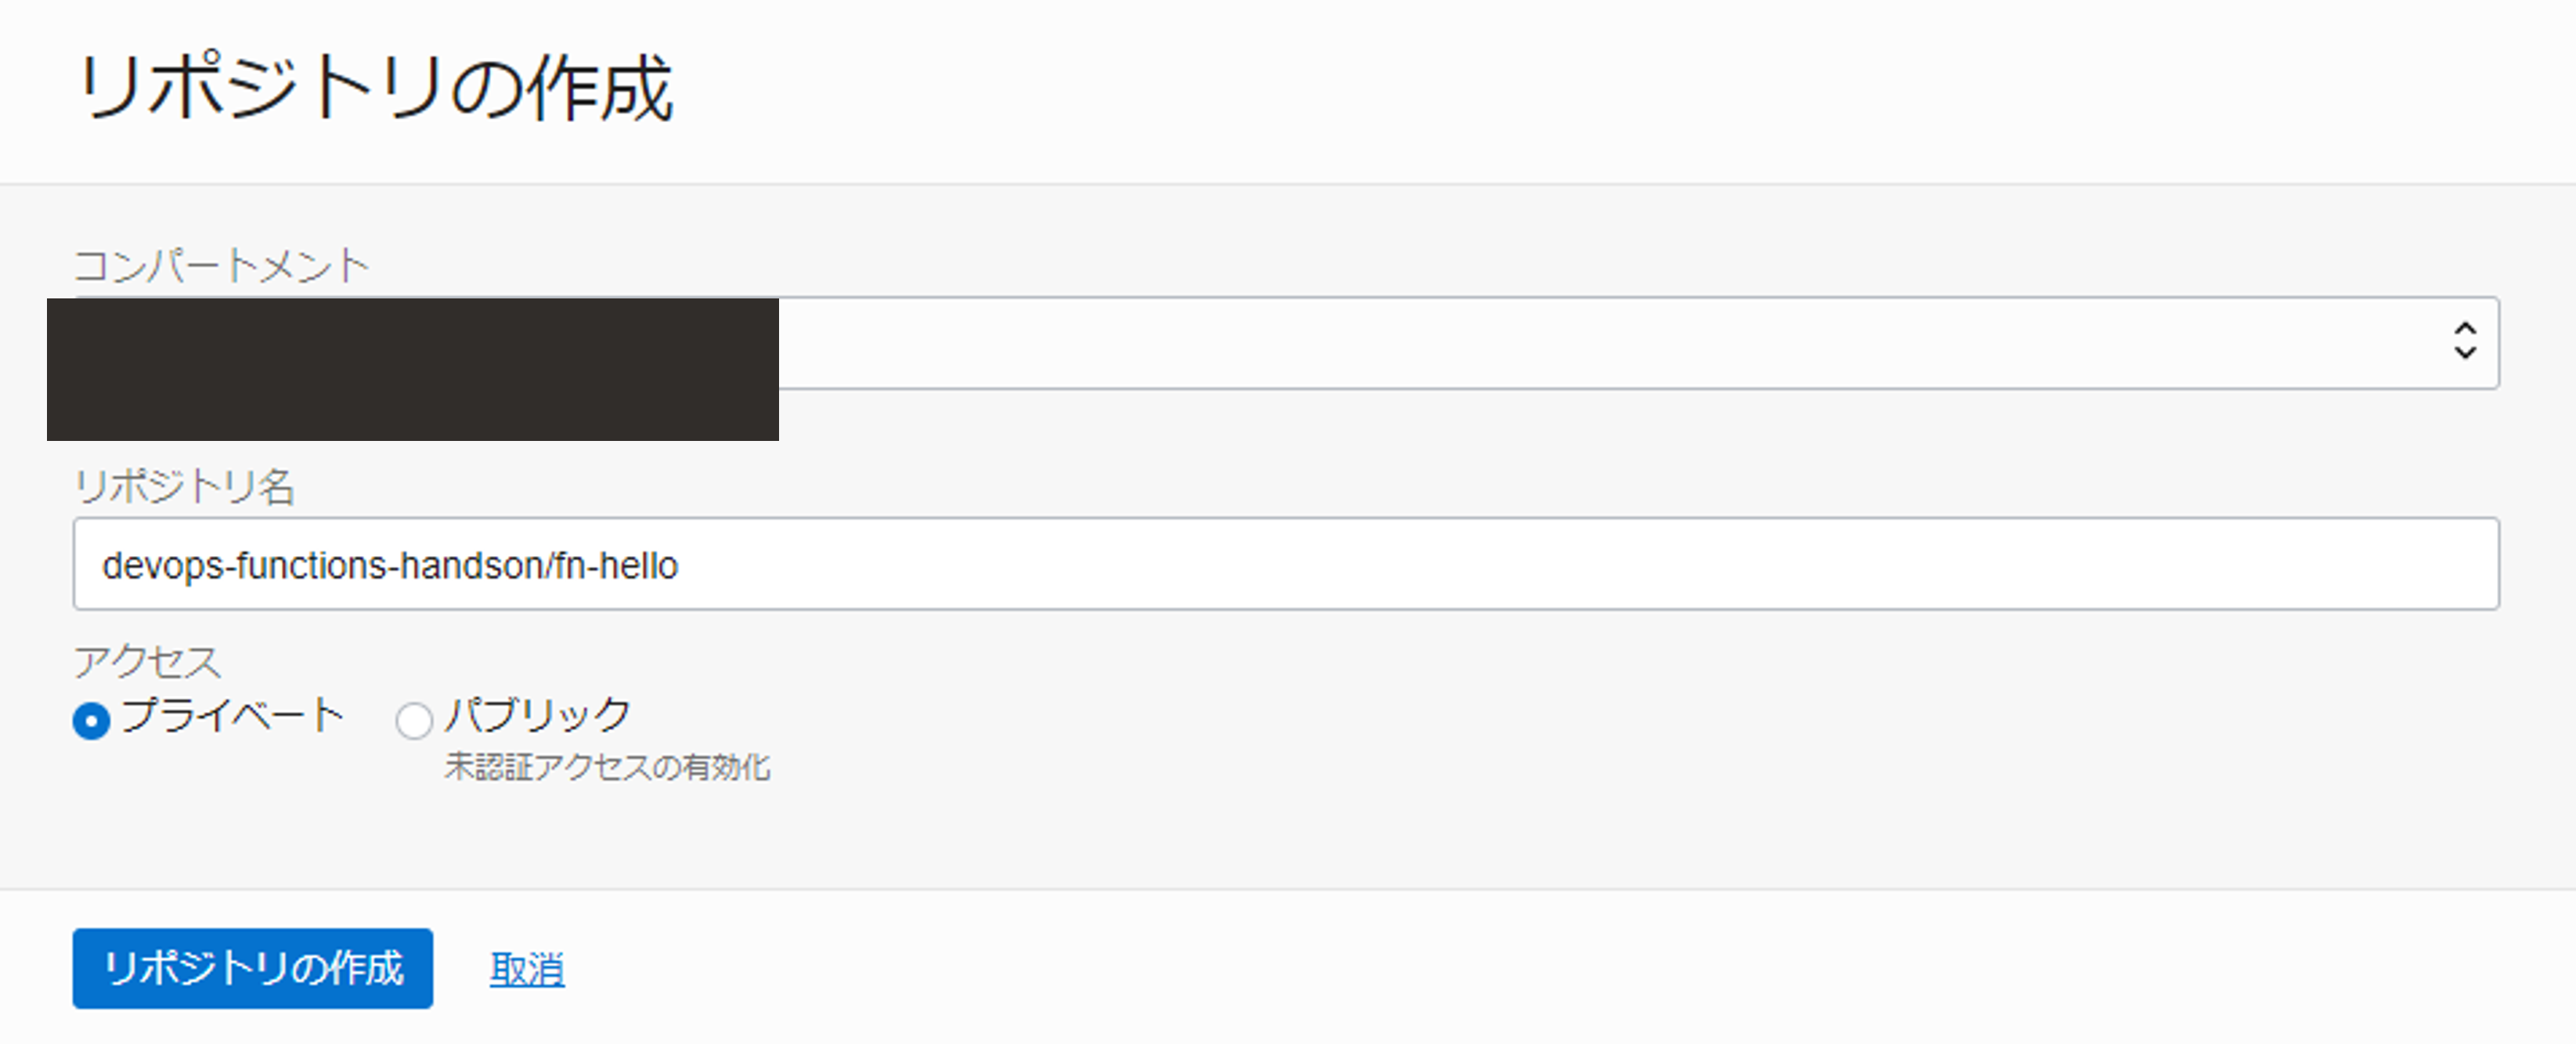 リポジトリの作成
コンパートメント
リポジトリ名
devops-functions-handson/fn-hello
アクセス
プライベート パブリック
未認証アクセスの有効化
リポジトリの作成 取消